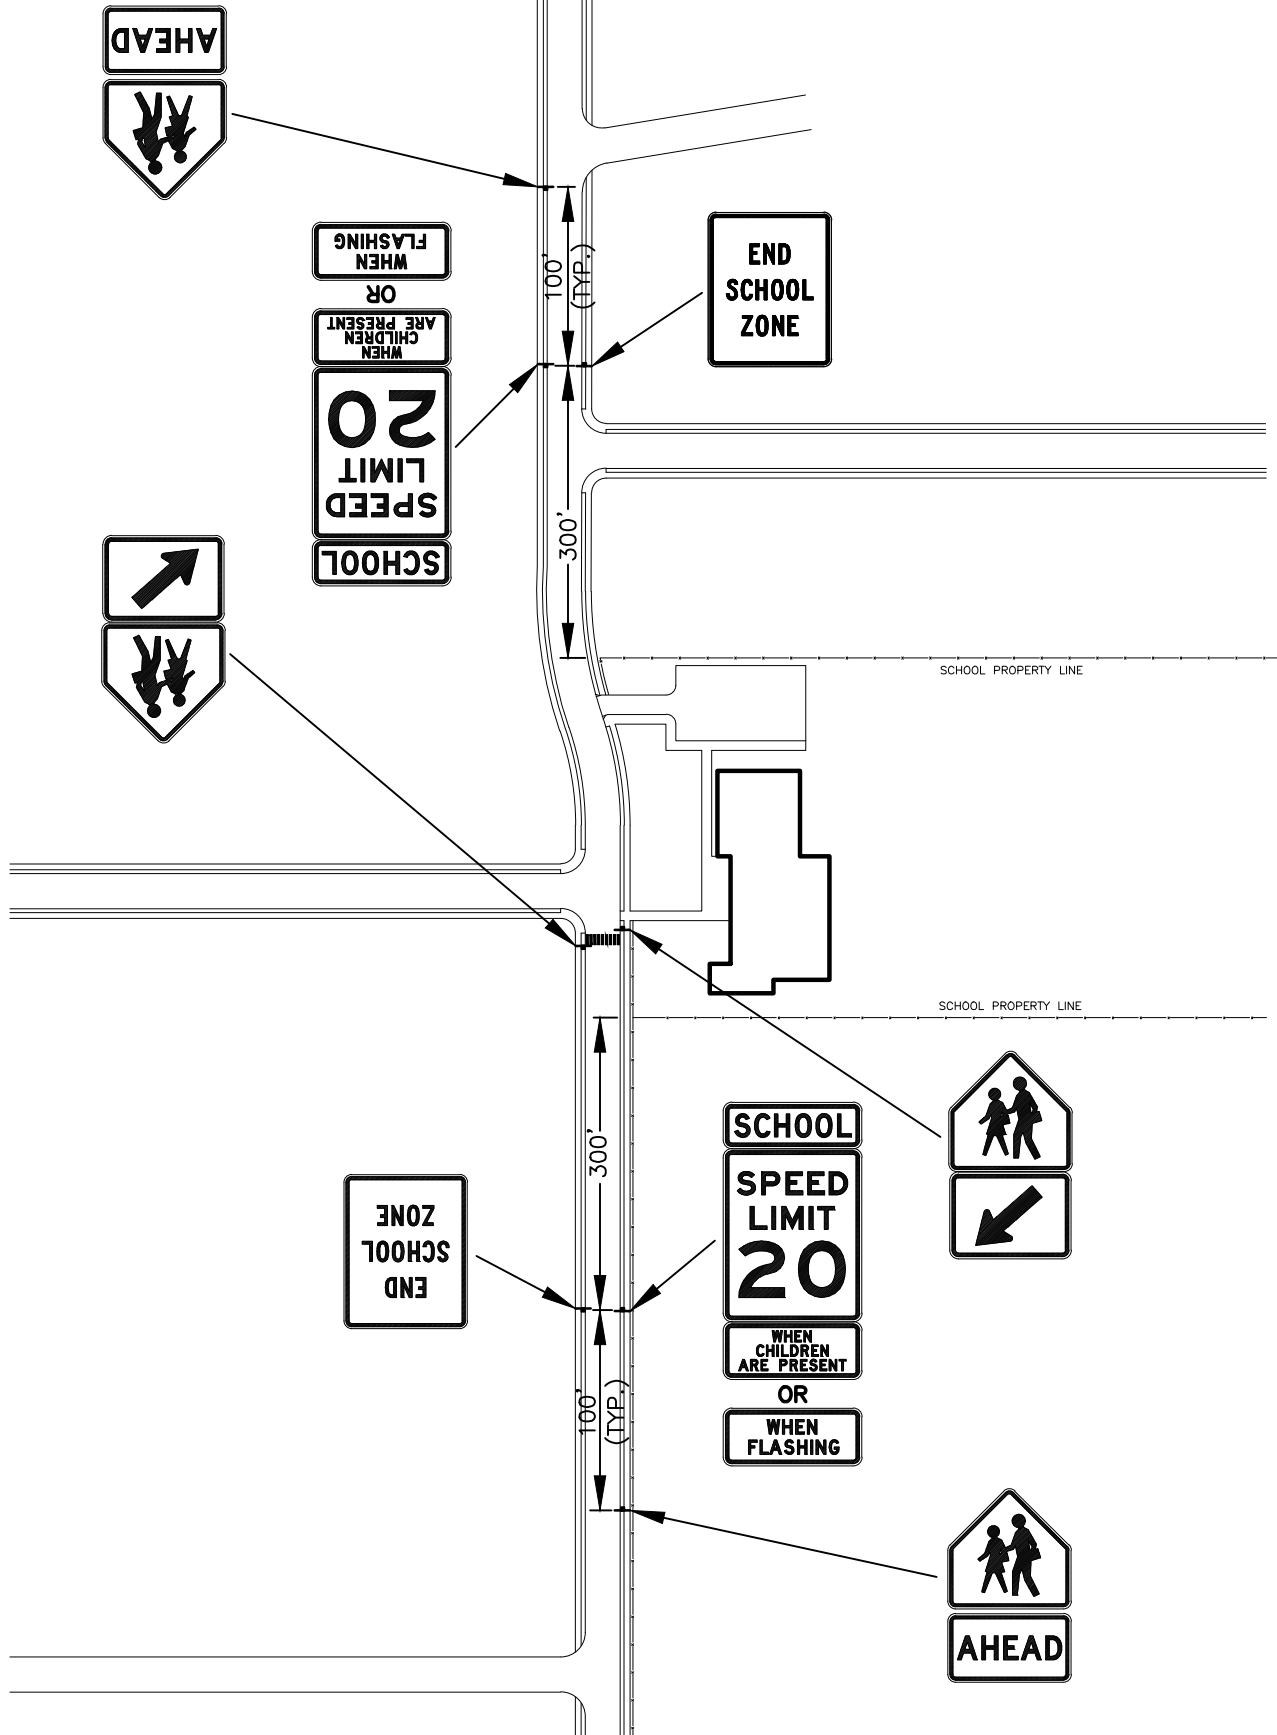 AHEAD
WHEN
FLASHING
OR
WHEN
CHILDREN
ARE PRESENT
20
LIMIT
SPEED
SCHOOL
100'
(TYP.)
END
SCHOOL
ZONE
300'
SCHOOL PROPERTY LINE
SCHOOL PROPERTY LINE
300'
SCHOOL
SPEED
LIMIT
20
WHEN
CHILDREN
ARE PRESENT
OR
WHEN
FLASHING
END
SCHOOL
ZONE
100'
(TYP.)
AHEAD